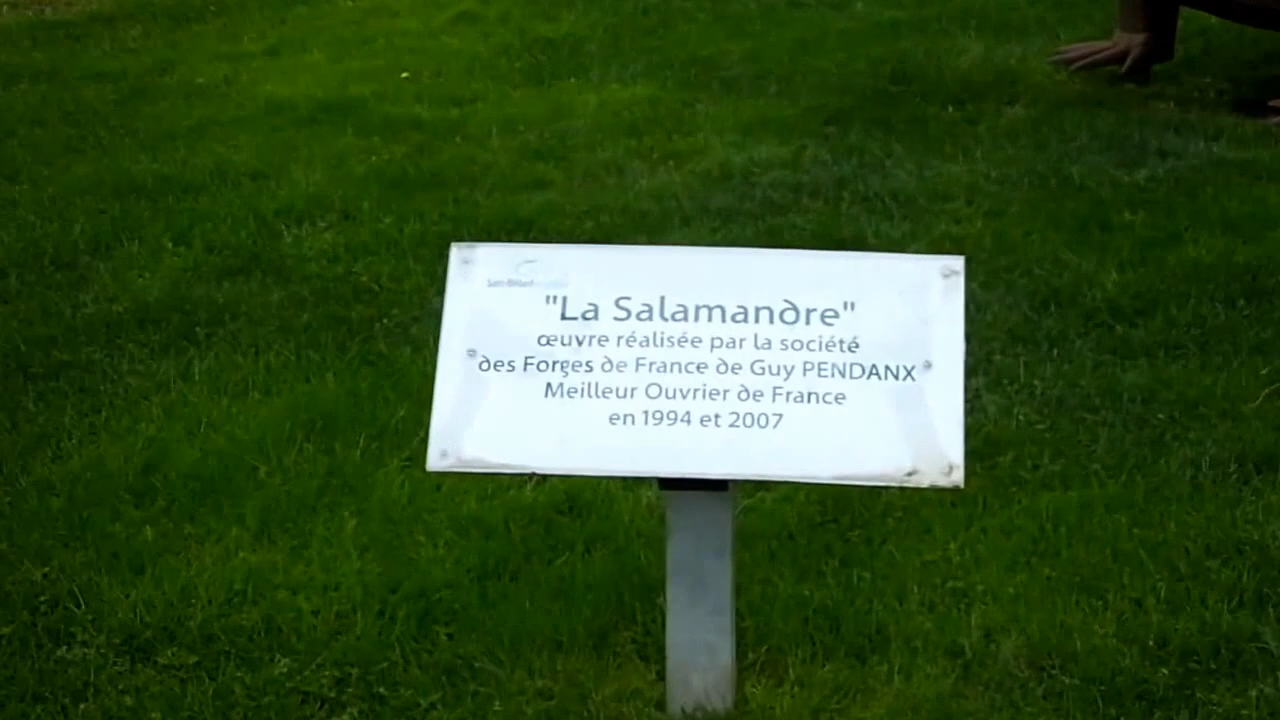 "La Salamandre"
œuvre réalisée par la société
des Forges de France de Guy PENDANX
Meilleur Ouvrier de France
en 1994 et 2007